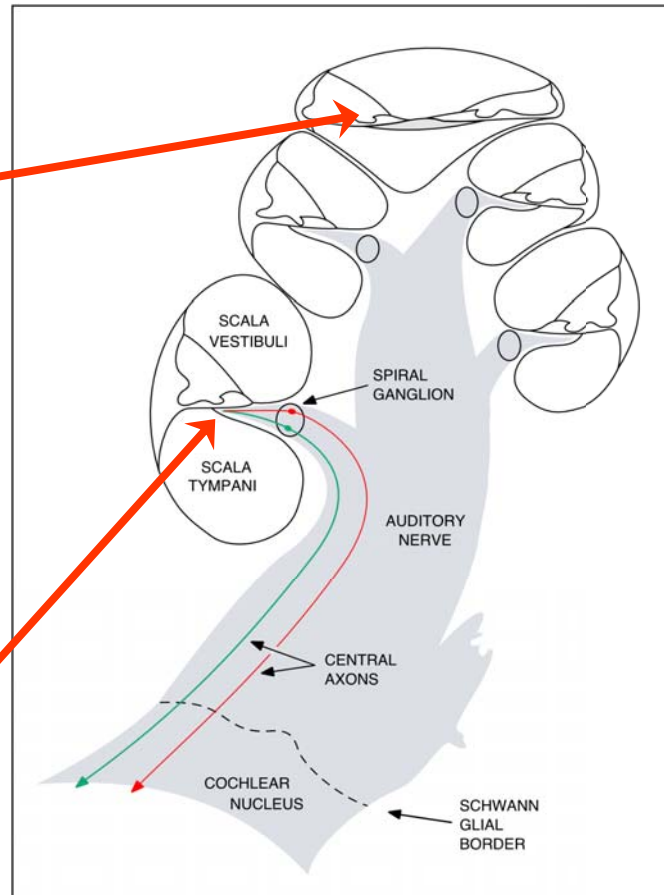 SCALA
VESTIBULI
SPIRAL
GANGLION
SCALA
TYMPANI
AUDITORY
NERVE
CENTRAL
AXONS
COCHLEAR
NUCLEUS
SCHWANN
GLIAL
BORDER